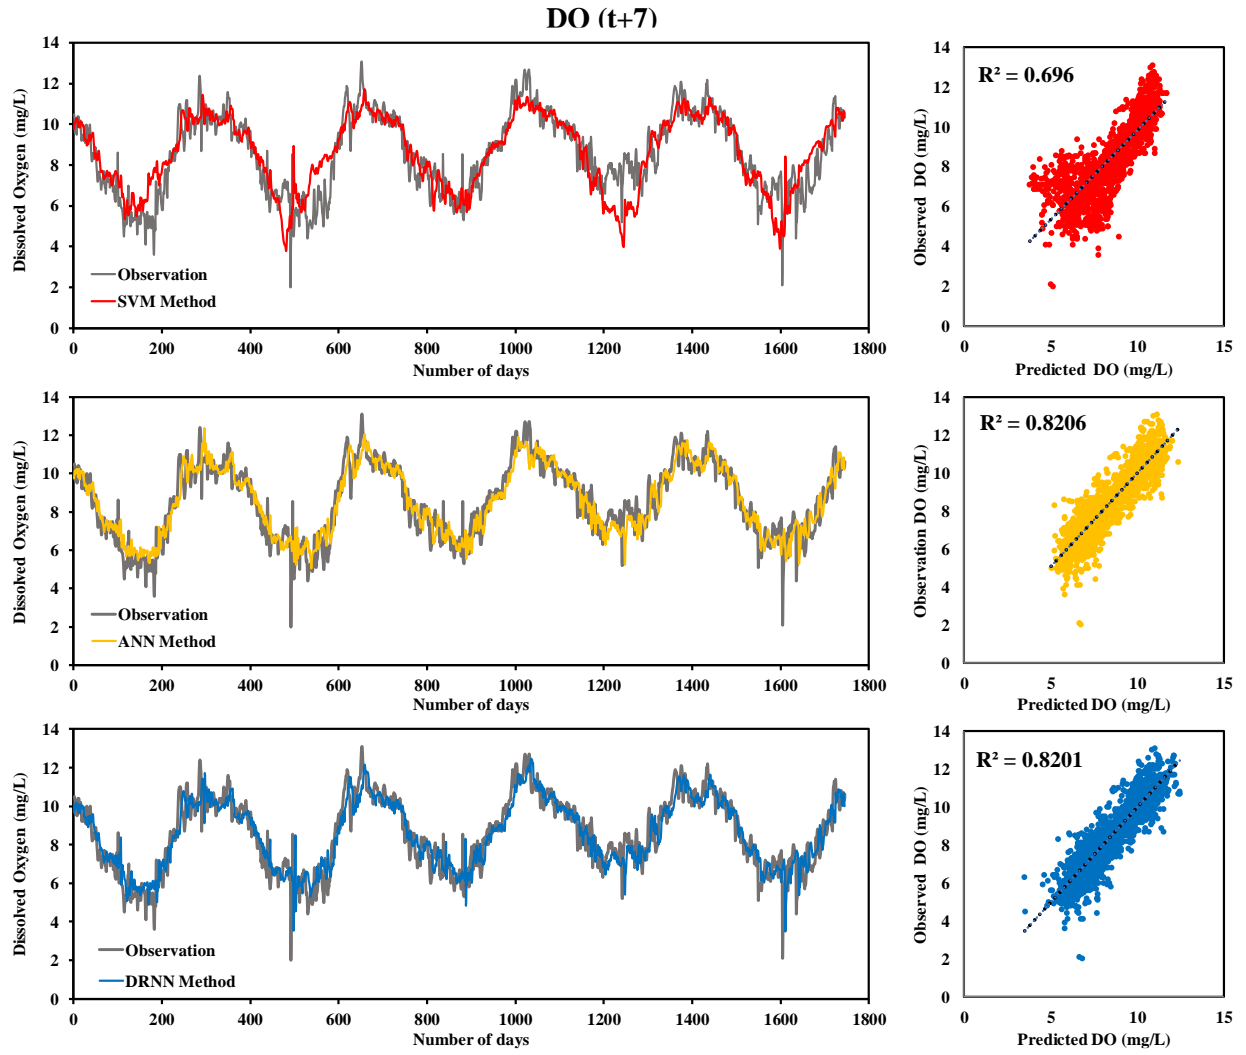 DO (t+7)
14
12
10
8
6
4
2
0
Dissolved Oxygen (mg/L)
Observation
SVM Method
0 200 400 600 800 1000 1200 1400 1600 1800
Number of days
14
12
10
8
6
4
2
0
Observed DO (mg/L)
R² = 0.696
0 5 10 15
Predicted DO (mg/L)
14
12
10
8
6
4
2
0
Dissolved Oxygen (mg/L)
Observation
ANN Method
0 200 400 600 800 1000 1200 1400 1600 1800
Number of days
14
12
10
8
6
4
2
0
Observation DO (mg/L)
R² = 0.8206
0 5 10 15
Predicted DO (mg/L)
14
12
10
8
6
4
2
0
Dissolved Oxygen (mg/L)
Observation
DRNN Method
0 200 400 600 800 1000 1200 1400 1600 1800
Number of days
14
12
10
8
6
4
2
0
Observed DO (mg/L)
R² = 0.8201
0 5 10 15
Predicted DO (mg/L)